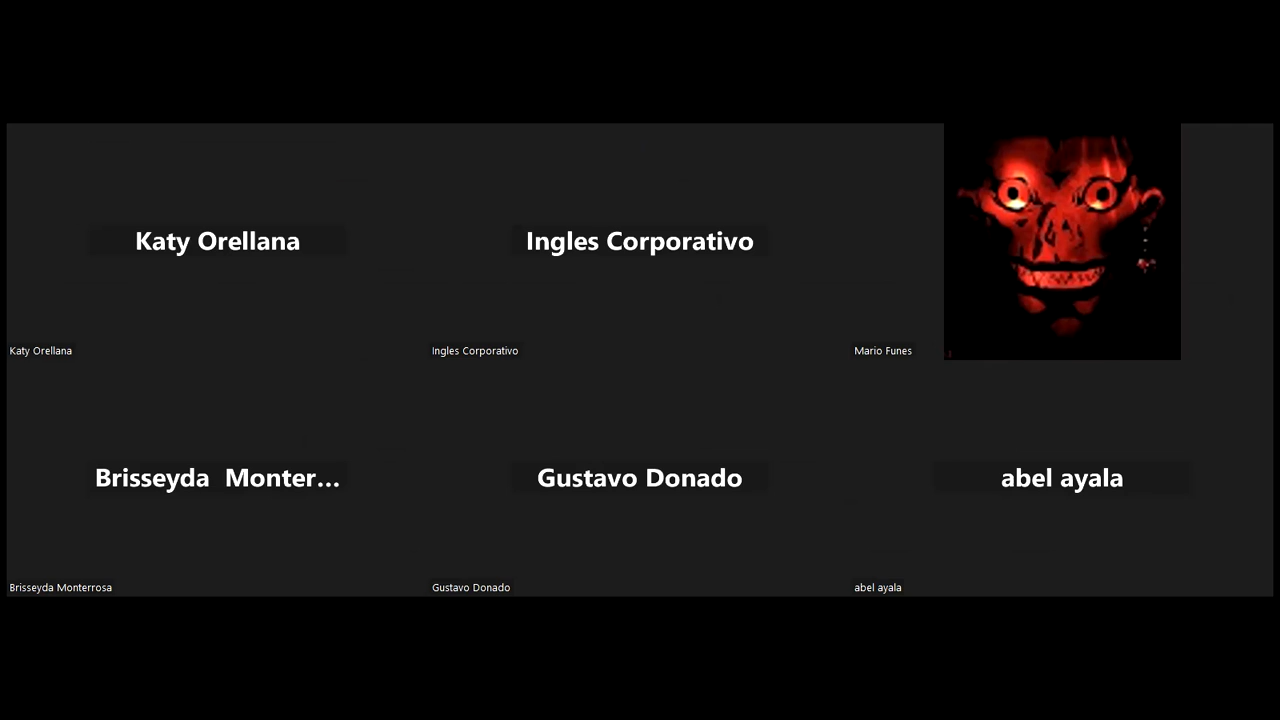 Katy Orellana
Ingles Corporativo
Katy Orellana
Ingles Corporativo
Mario Funes
Brisseyda Monter...
Gustavo Donado
abel ayala
Brisseyda Monterrosa
Gustavo Donado
abel ayala